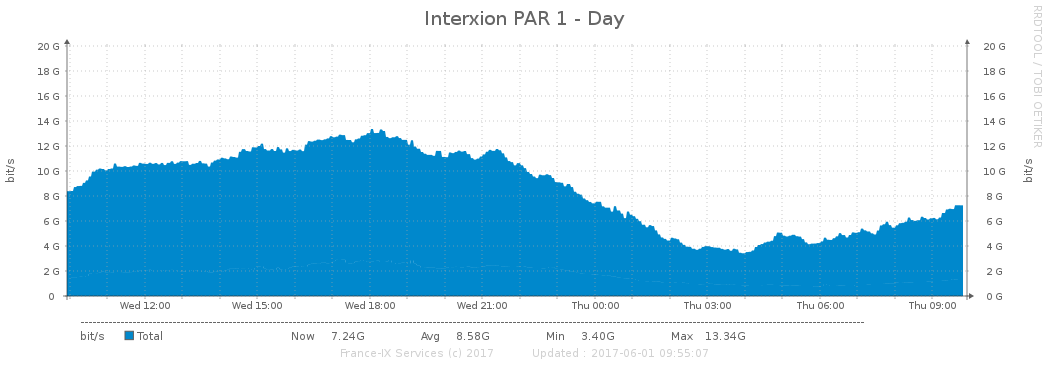 Interxion PAR 1 - Day
RRDTOOL / TOBI OETIKER
bit/s
20 G
18 G
16 G
14 G
12 G
10 G
8 G
6 G
4 G
2 G
0
20 G
18 G
16 G
14 G
12 G
10 G
8 G
6 G
4 G
2 G
0 G
bit/s
Wed 12:00 Wed 15:00 Wed 18:00 Wed 21:00 Thu 00:00 Thu 03:00 Thu 06:00 Thu 09:00
bit/s Total Now 7.24G Avg 8.58G Min 3.40G Max 13.34G
France-IX Services (c) 2017 Updated : 2017-06-01 09:55:07